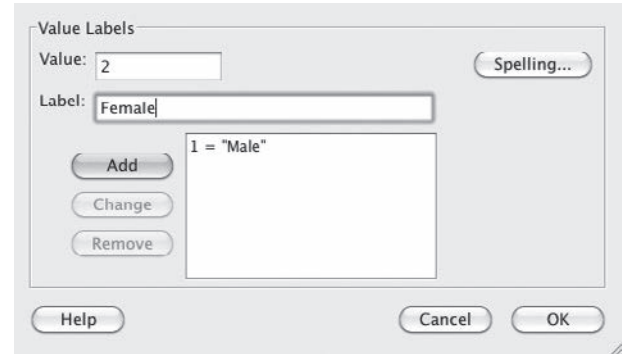 Value Labels
Value: 2
Spelling...
Label: Female
1 = "Male"
Add
Change
Remove
Help
Cancel
OK